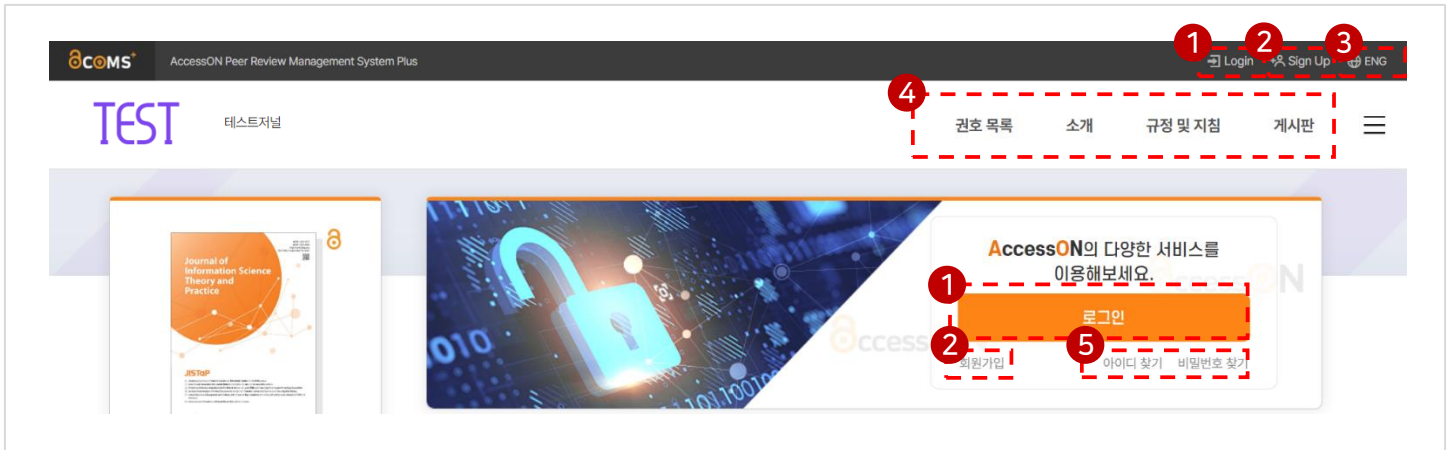 1 2 3
acoms+ AccessON Peer Review Management System Plus Login Sign Up ENG
4
TEST 테스트저널 권호 목록 소개 규정 및 지침 게시판
Journal of
Information Science
Theory and
Practice
JISTaP
AccessON의 다양한 서비스를
이용해보세요.
1
로그인
2 5
회원가입 아이디 찾기 비밀번호 찾기